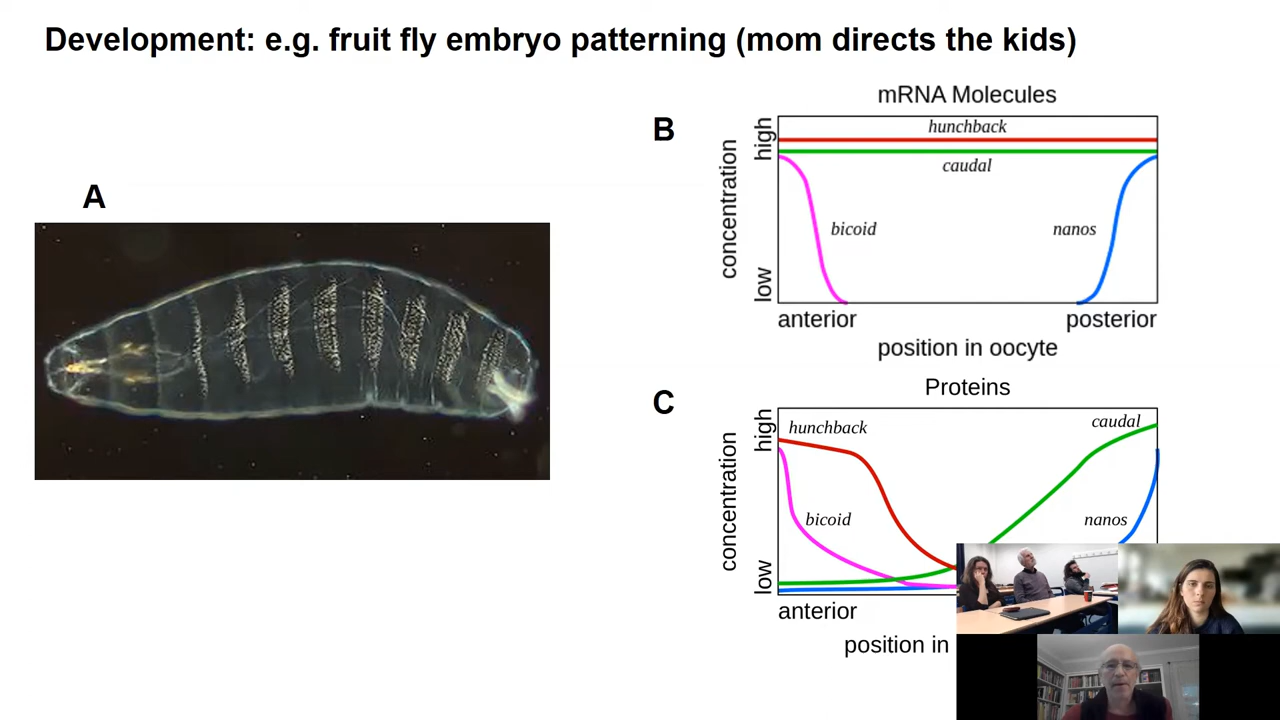 Development: e.g. fruit fly embryo patterning (mom directs the kids)
A
B
mRNA Molecules
concentration
high
low
hunchback
caudal
bicoid
nanos
anterior
posterior
position in oocyte
C
Proteins
concentration
high
low
hunchback
caudal
bicoid
nanos
anterior
position in